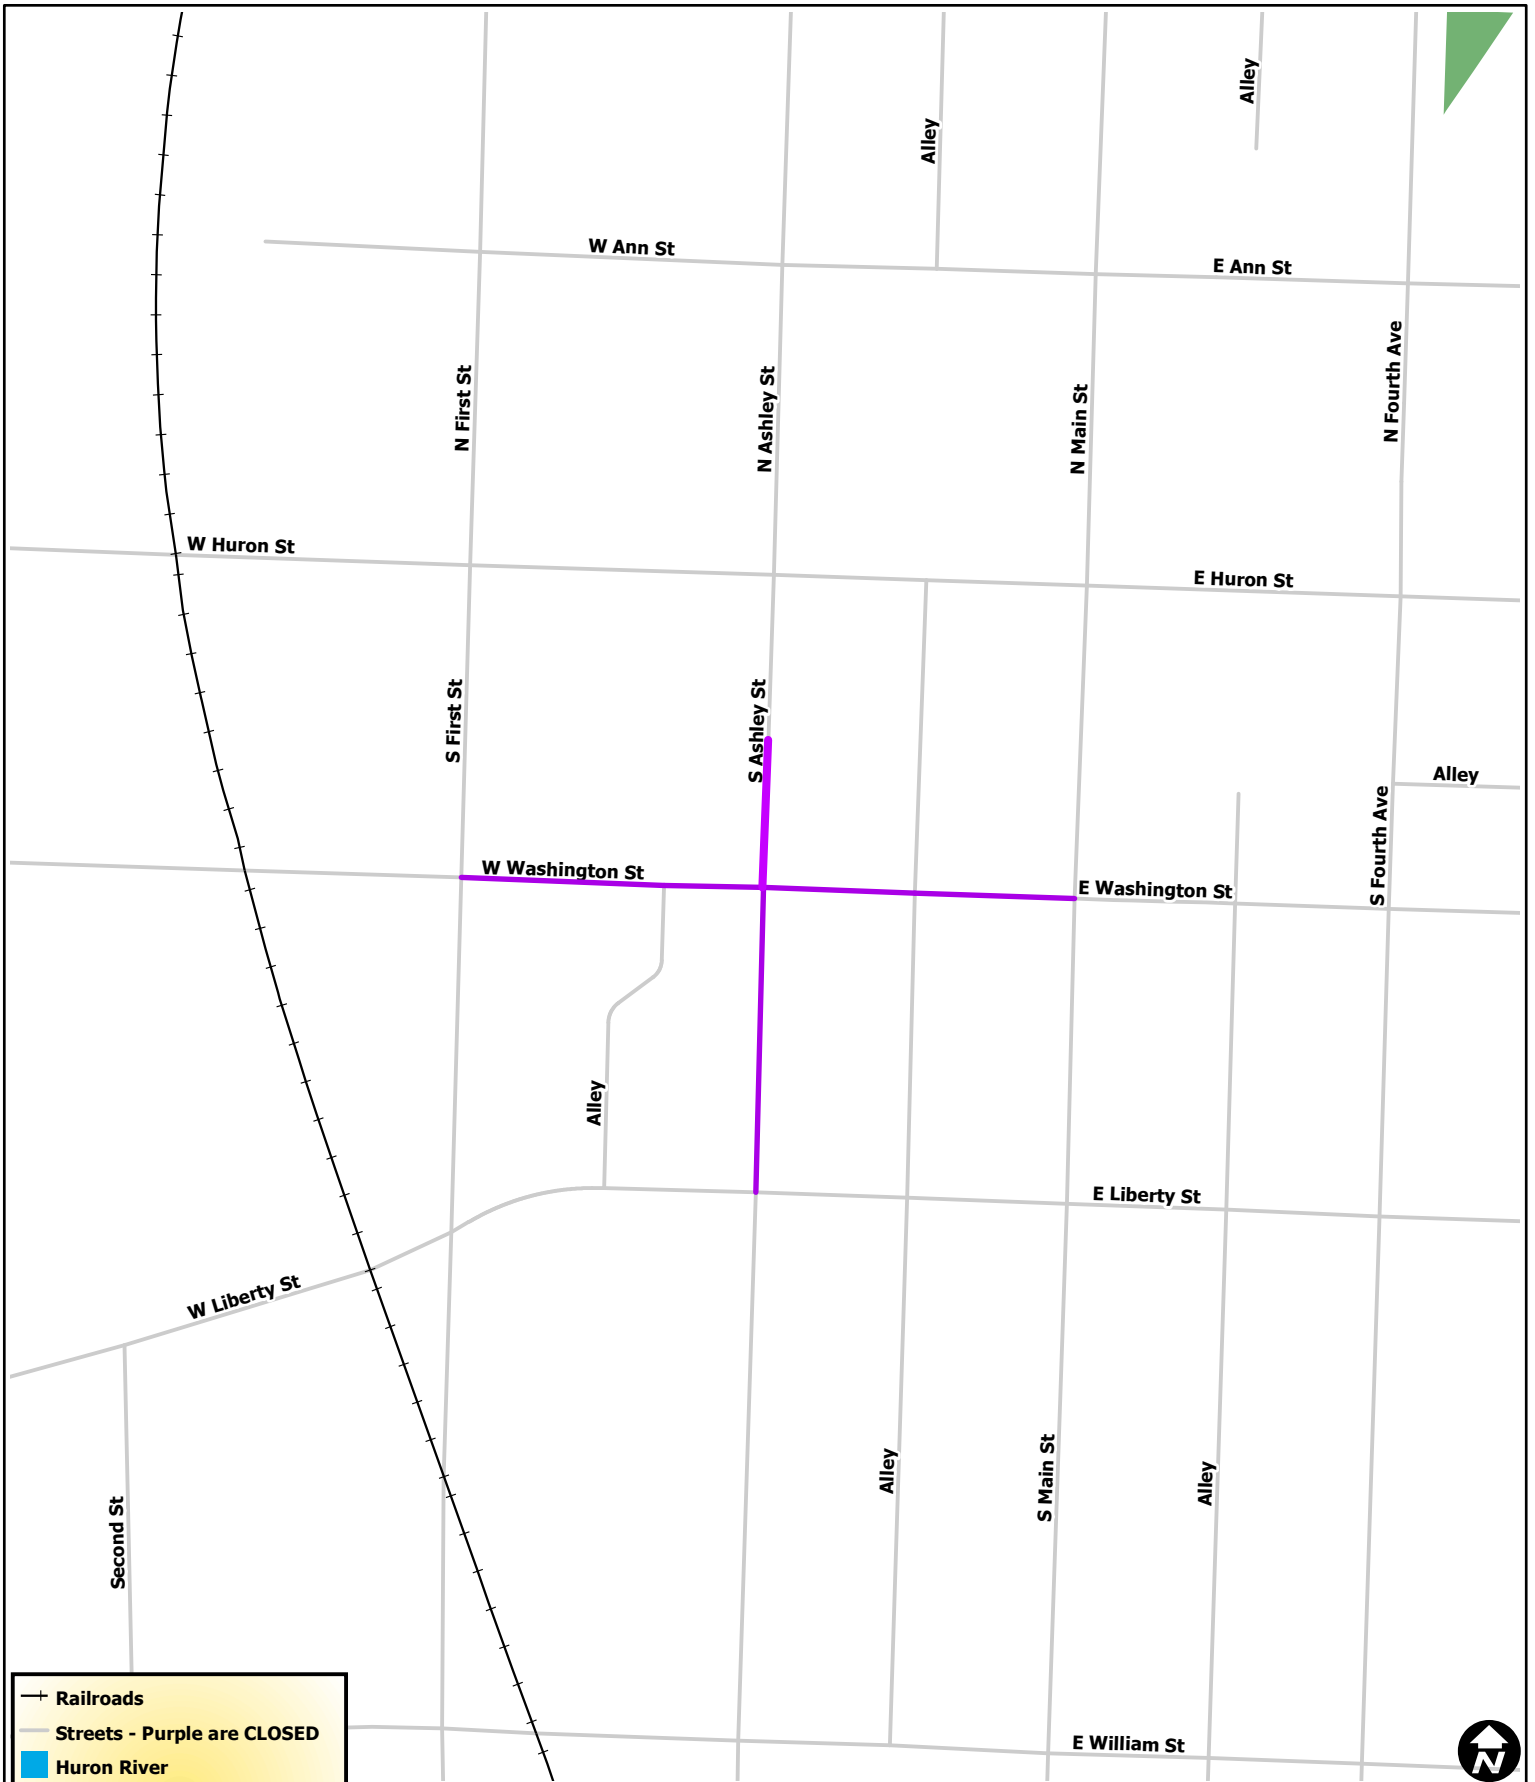 Alley
Alley
W Ann St
E Ann St
N First St
N Ashley St
N Main St
N Fourth Ave
W Huron St
E Huron St
S First St
S Ashley St
Alley
S Fourth Ave
W Washington St
E Washington St
Alley
E Liberty St
W Liberty St
Alley
S Main St
Alley
Second St
Railroads
Streets - Purple are CLOSED
Huron River
E William St
N